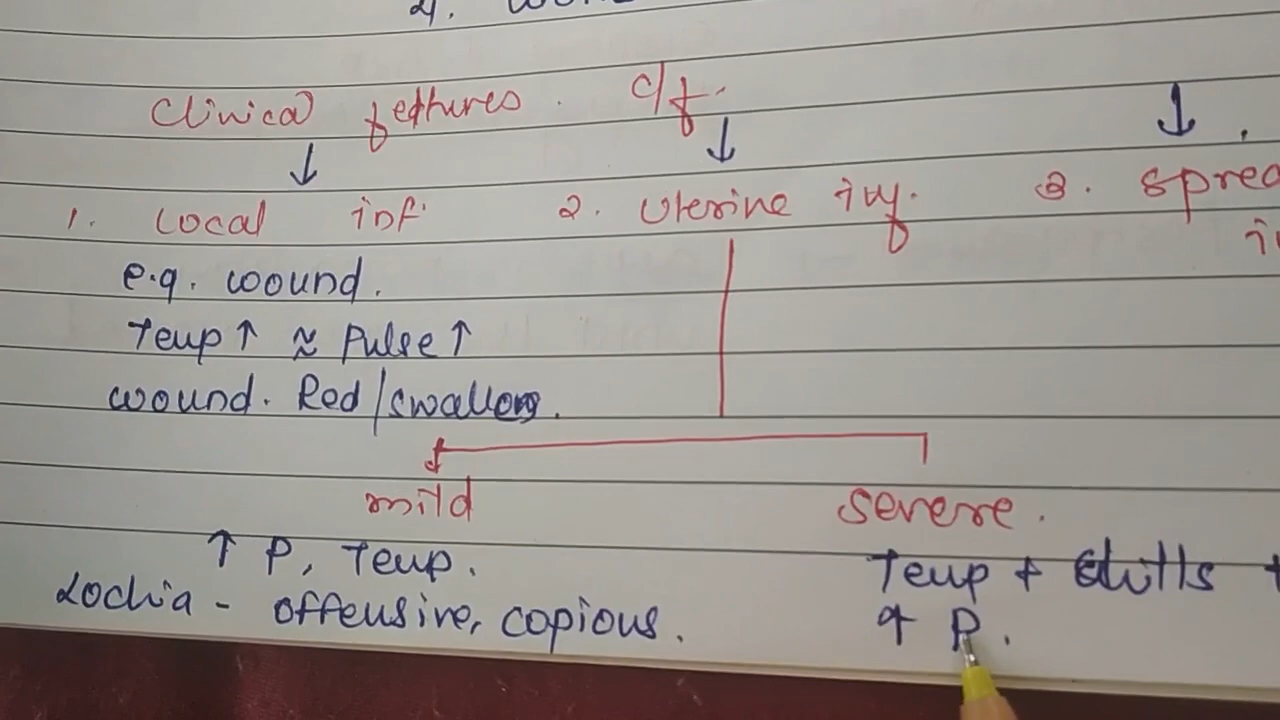 Clinical features. c/f.
1. Local inf. 2. Uterine inf. 3. Sprea
e.g. wound.
Temp ↑ ≈ Pulse ↑
wound. Red/swallen.
mild severe.
↑ P, Temp. Temp + chills +
Lochia - offensive, copious. ↑ P.